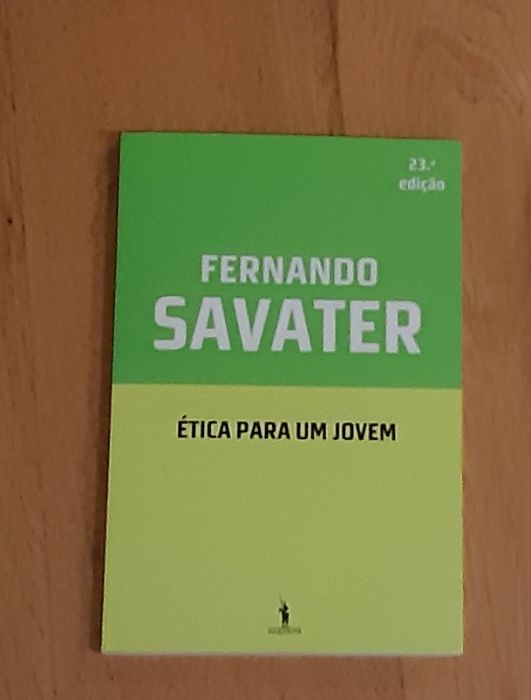 23.ª
edição
FERNANDO
SAVATER
ÉTICA PARA UM JOVEM